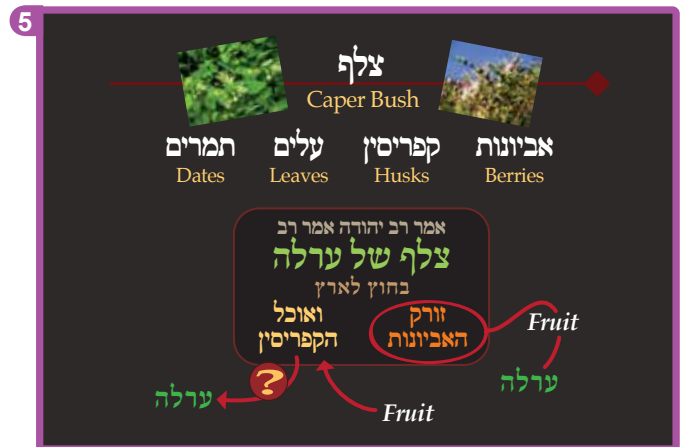 5
צלף
Caper Bush
אביונות קפריסין עלים תמרים
Berries Husks Leaves Dates
אמר רב יהודה אמר רב
צלף של ערלה
בחוץ לארץ
זורק
האביונות
ואוכל
הקפריסין
Fruit
ערלה
?
ערלה
Fruit